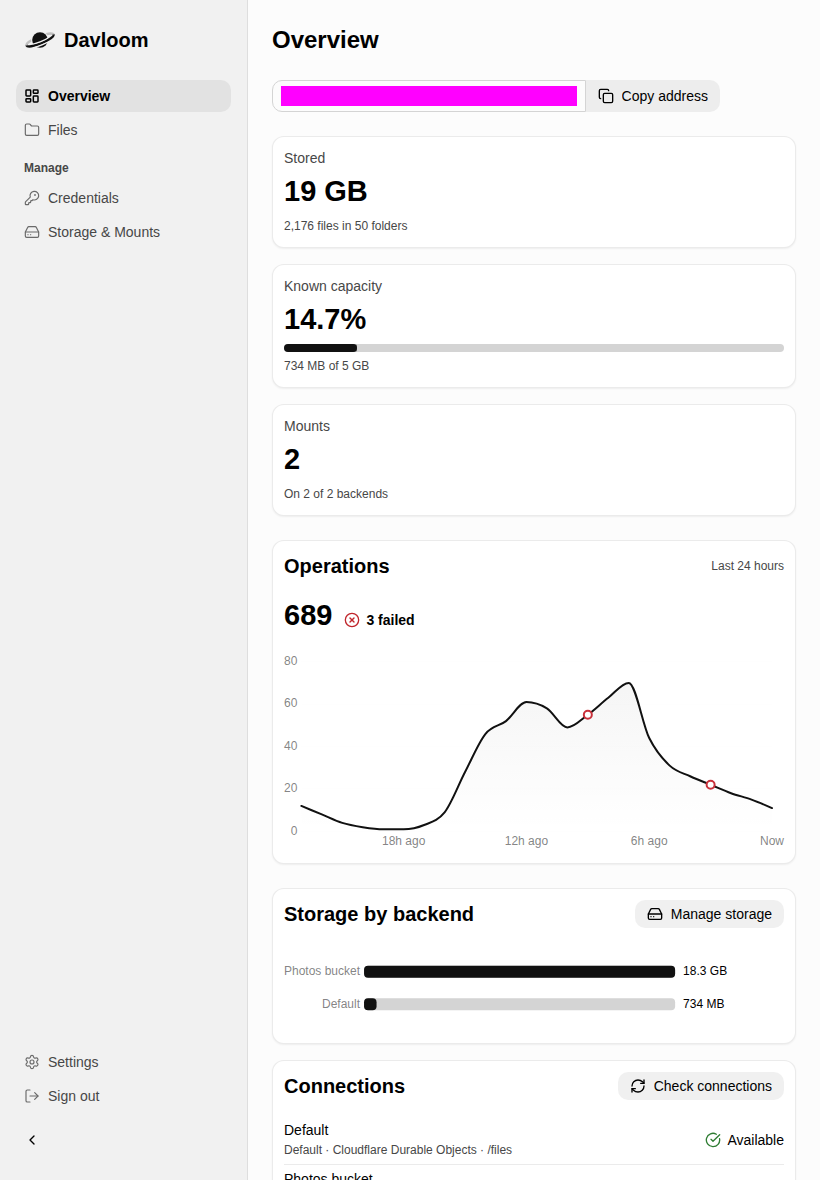 Davloom
Overview
Files
Manage
Credentials
Storage & Mounts
Settings
Sign out
Overview
Copy address
Stored
19 GB
2,176 files in 50 folders
Known capacity
14.7%
734 MB of 5 GB
Mounts
2
On 2 of 2 backends
Operations
Last 24 hours
689
3 failed
80
60
40
20
0
18h ago
12h ago
6h ago
Now
Storage by backend
Manage storage
Photos bucket
18.3 GB
Default
734 MB
Connections
Check connections
Default
Default · Cloudflare Durable Objects · /files
Available
Photos bucket